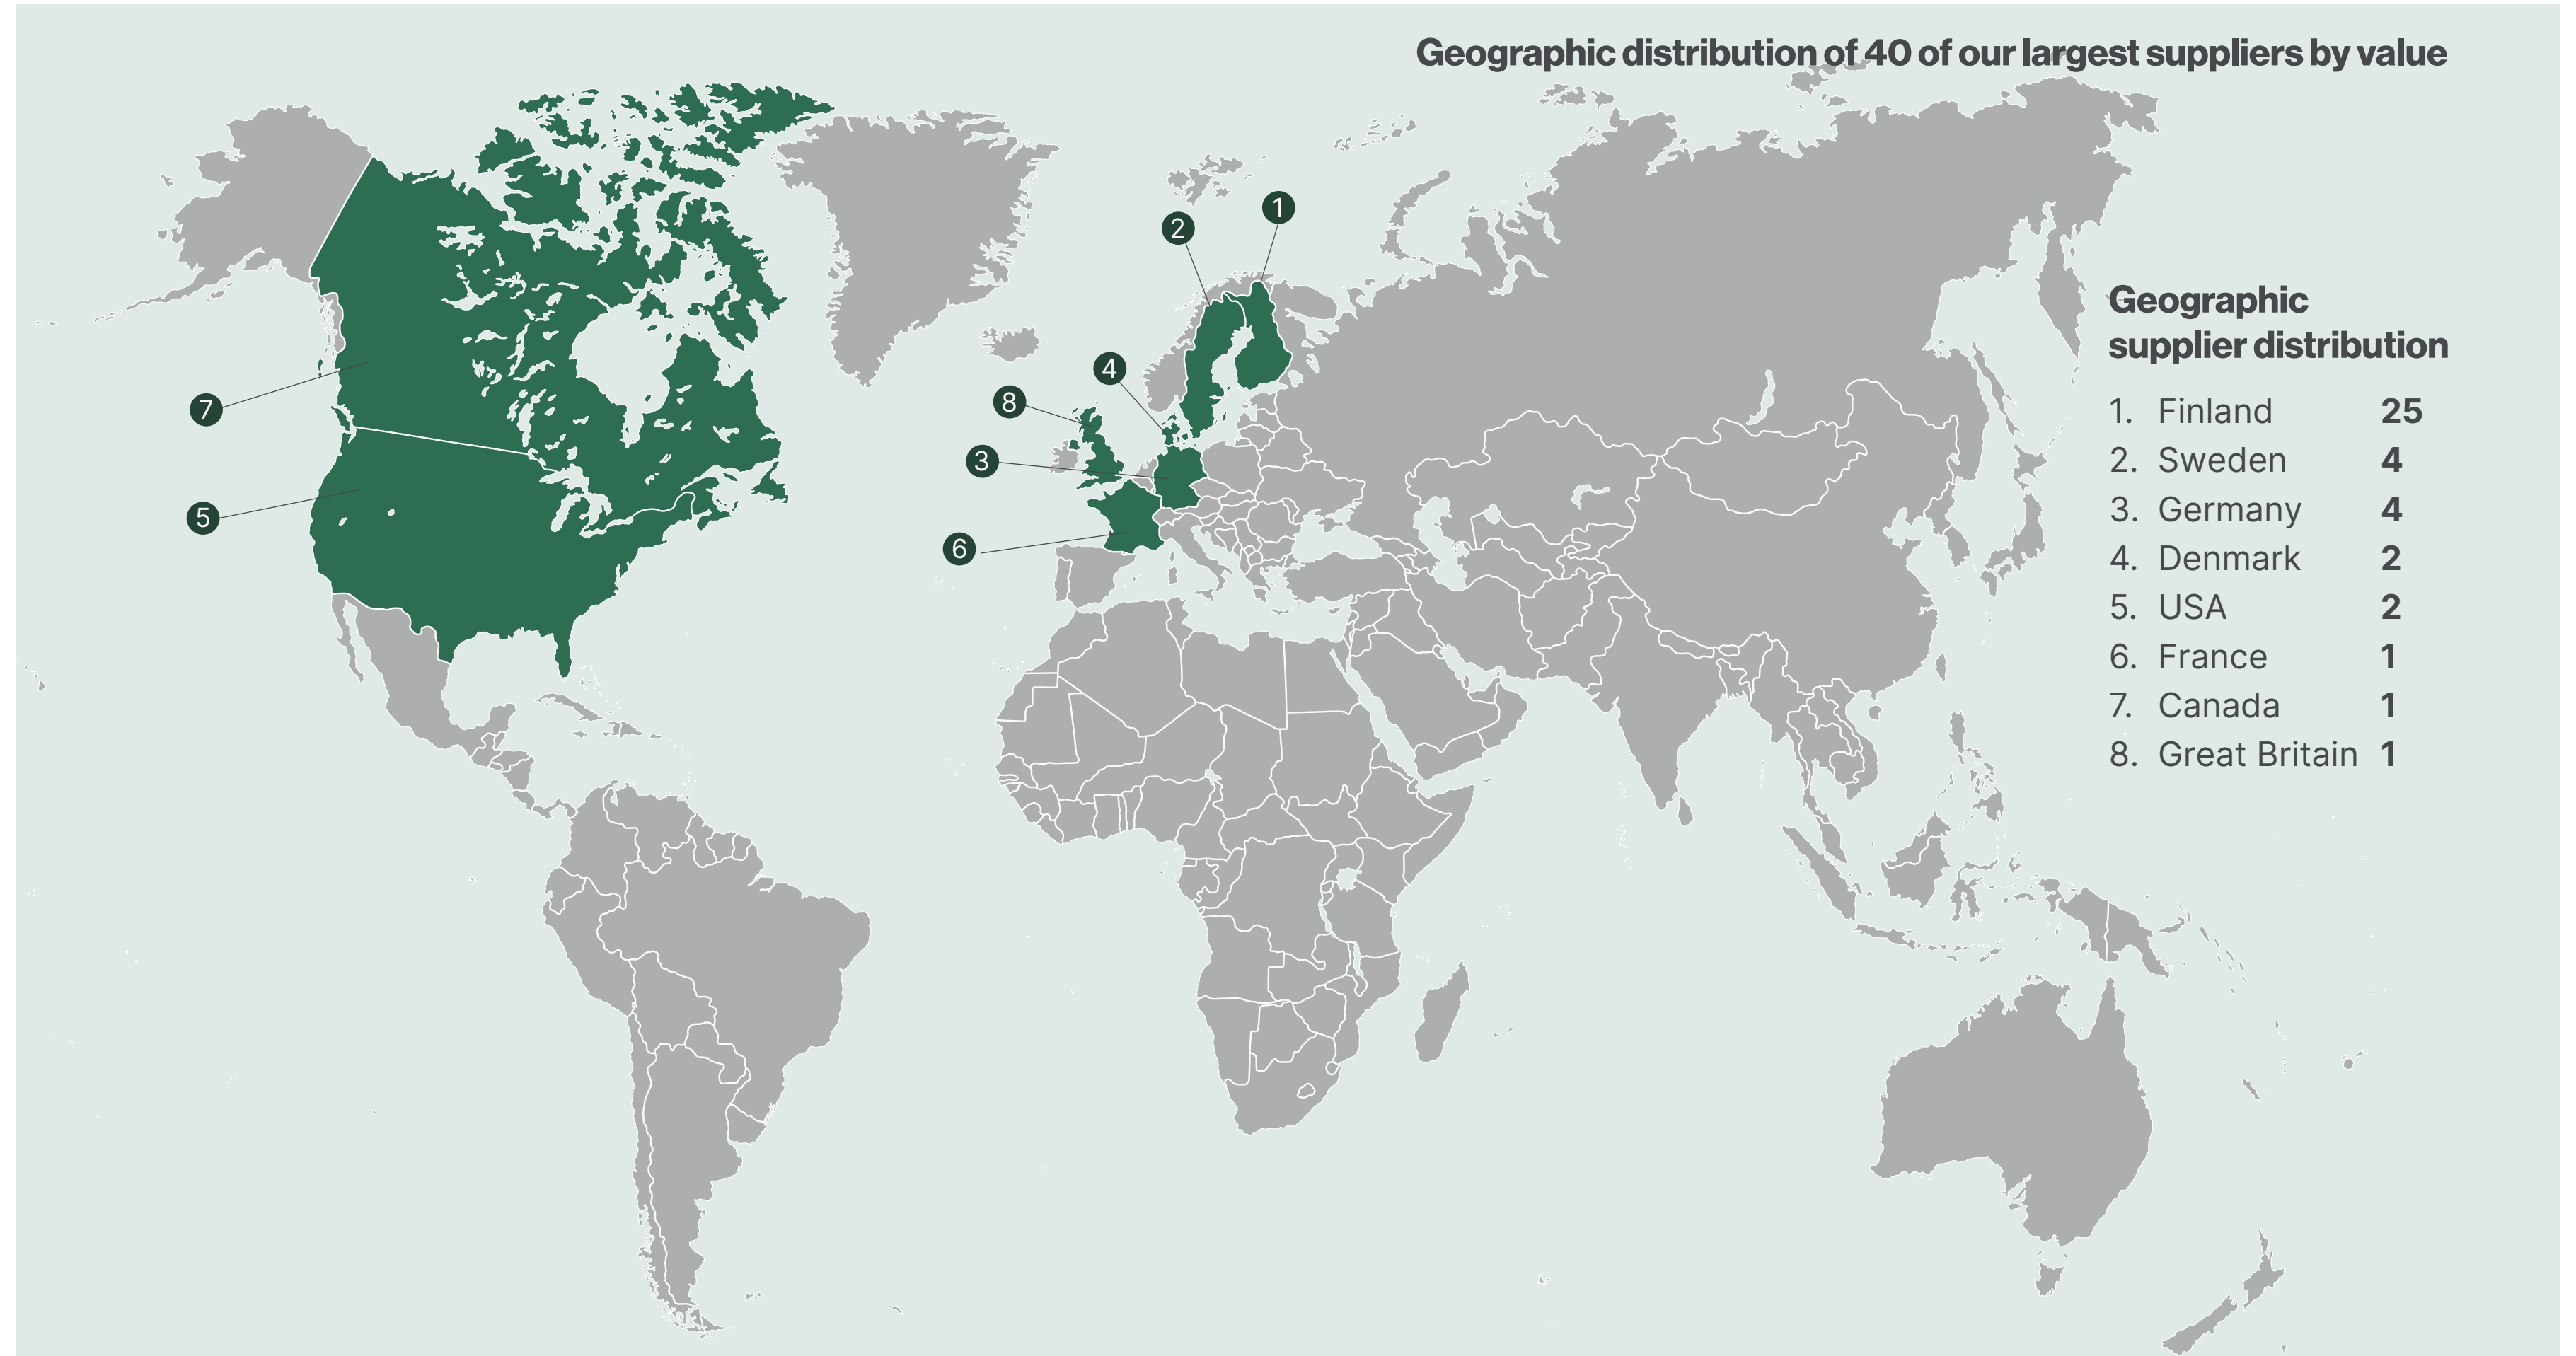 Geographic distribution of 40 of our largest suppliers by value
1
2
4
8
7
3
5
6
Geographic
supplier distribution
1. Finland 25
2. Sweden 4
3. Germany 4
4. Denmark 2
5. USA 2
6. France 1
7. Canada 1
8. Great Britain 1